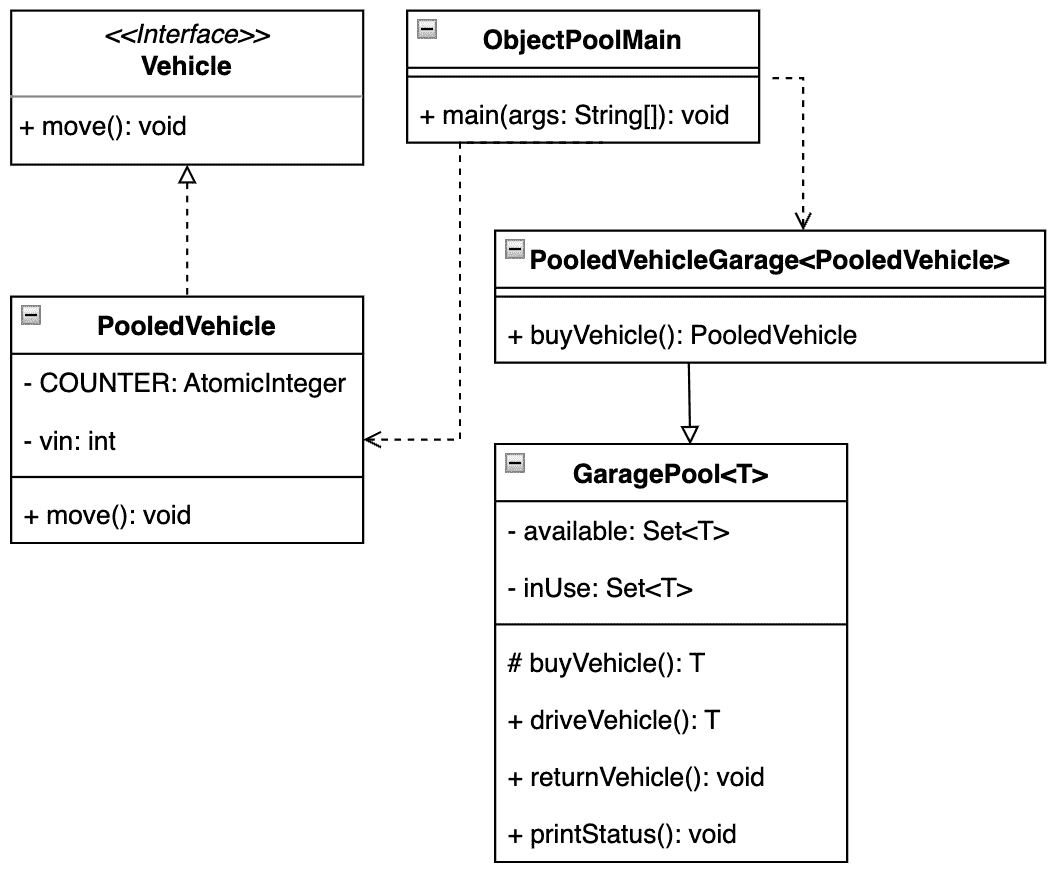 <<Interface>>
Vehicle
+ move(): void
ObjectPoolMain
+ main(args: String[]): void
PooledVehicleGarage<PooledVehicle>
+ buyVehicle(): PooledVehicle
PooledVehicle
- COUNTER: AtomicInteger
- vin: int
+ move(): void
GaragePool<T>
- available: Set<T>
- inUse: Set<T>
# buyVehicle(): T
+ driveVehicle(): T
+ returnVehicle(): void
+ printStatus(): void